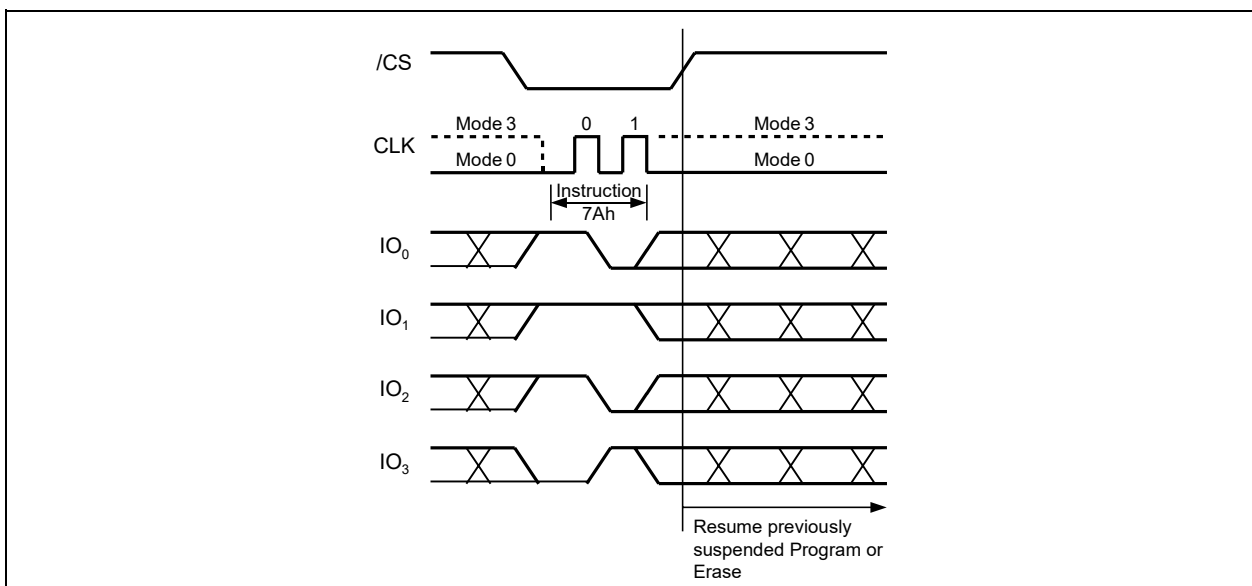 /CS
Mode 3 0 1 Mode 3
CLK
Mode 0 Mode 0
Instruction
7Ah
IO₀
IO₁
IO₂
IO₃
Resume previously
suspended Program or
Erase